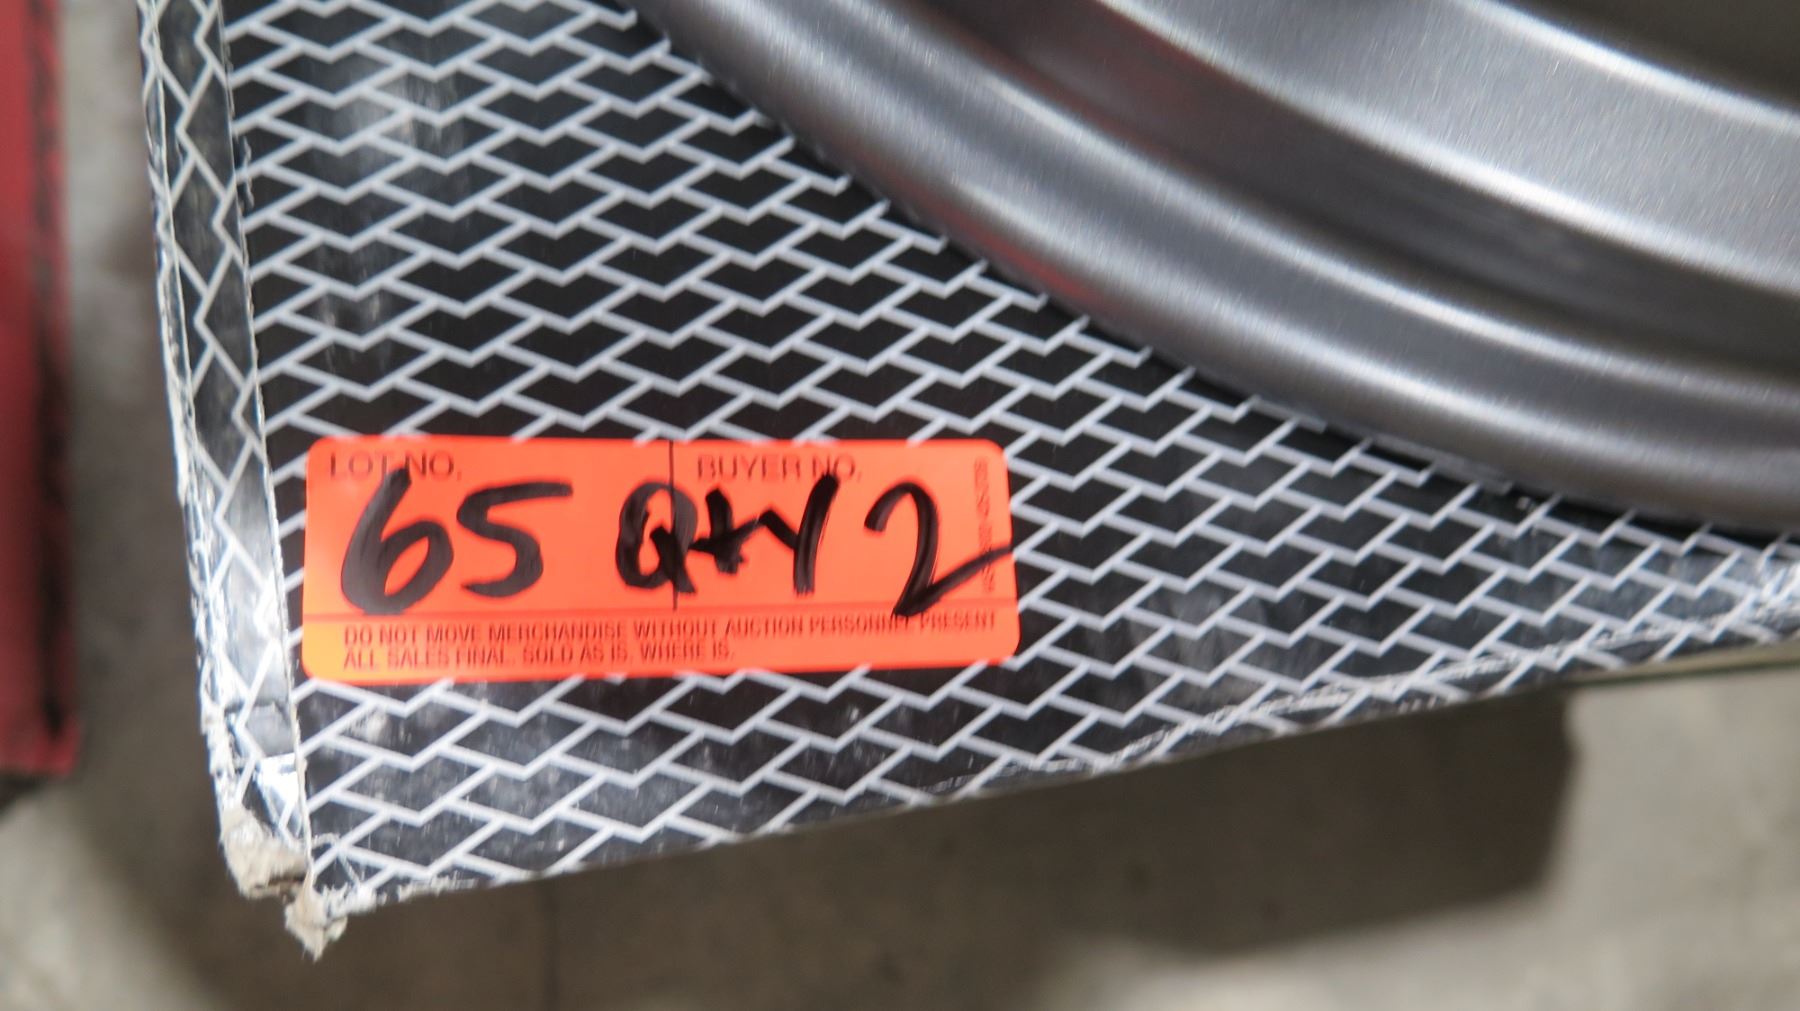 LOT NO. BUYER NO.
65 Qty 2
DO NOT MOVE MERCHANDISE WITHOUT AUCTION PERSONNEL PRESENT
ALL SALES FINAL. SOLD AS IS, WHERE IS.